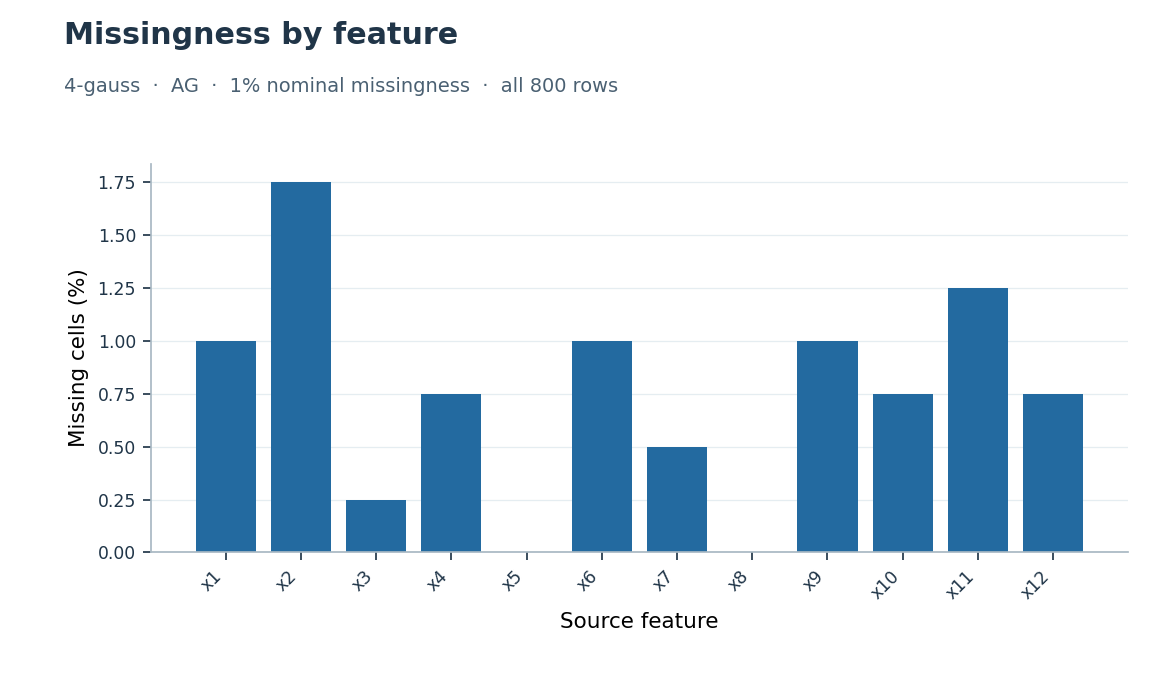 Missingness by feature
4-gauss · AG · 1% nominal missingness · all 800 rows
Missing cells (%)
1.75
1.50
1.25
1.00
0.75
0.50
0.25
0.00
x1 x2 x3 x4 x5 x6 x7 x8 x9 x10 x11 x12
Source feature